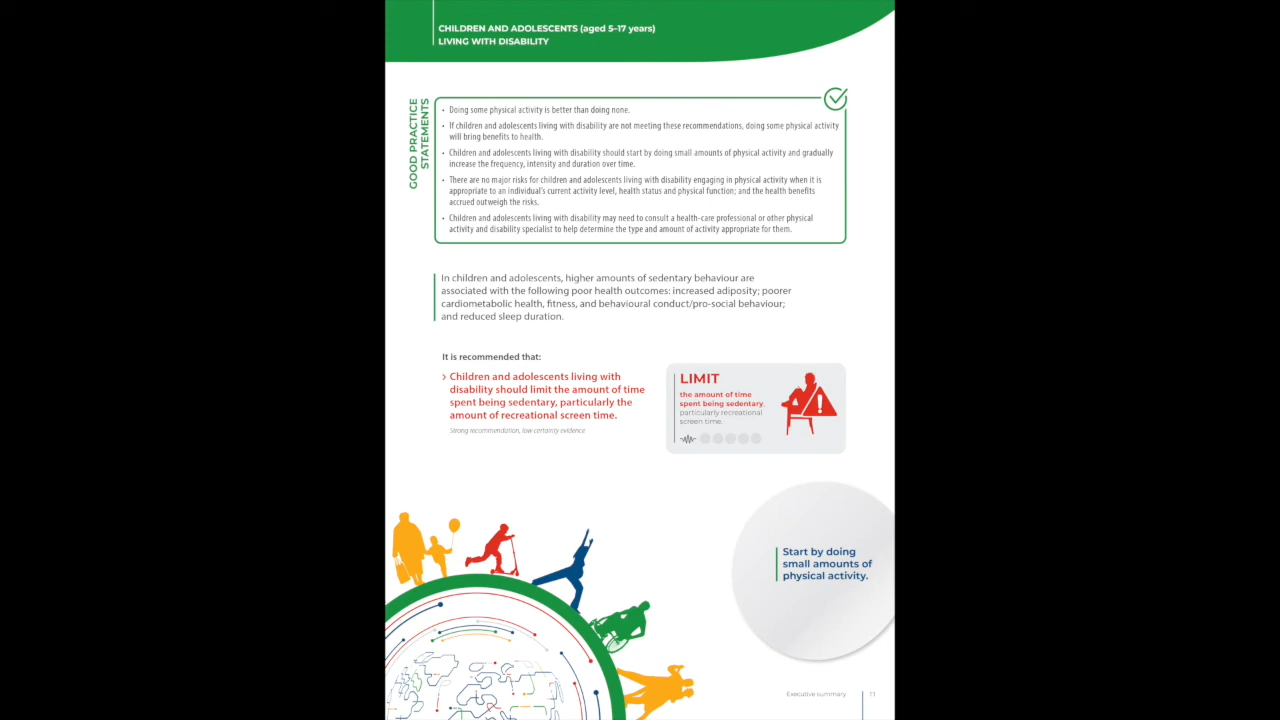 CHILDREN AND ADOLESCENTS (aged 5–17 years)
LIVING WITH DISABILITY
GOOD PRACTICE
STATEMENTS
• Doing some physical activity is better than doing none.
• If children and adolescents living with disability are not meeting these recommendations, doing some physical activity
will bring benefits to health.
• Children and adolescents living with disability should start by doing small amounts of physical activity and gradually
increase the frequency, intensity and duration over time.
• There are no major risks for children and adolescents living with disability engaging in physical activity when it is
appropriate to an individual's current activity level, health status and physical function; and the health benefits
accrued outweigh the risks.
• Children and adolescents living with disability may need to consult a health-care professional or other physical
activity and disability specialist to help determine the type and amount of activity appropriate for them.
In children and adolescents, higher amounts of sedentary behaviour are
associated with the following poor health outcomes: increased adiposity; poorer
cardiometabolic health, fitness, and behavioural conduct/pro-social behaviour;
and reduced sleep duration.
It is recommended that:
› Children and adolescents living with
disability should limit the amount of time
spent being sedentary, particularly the
amount of recreational screen time.
Strong recommendation, low certainty evidence
LIMIT
the amount of time
spent being sedentary,
particularly recreational
screen time.
Start by doing
small amounts of
physical activity.
Executive summary 11